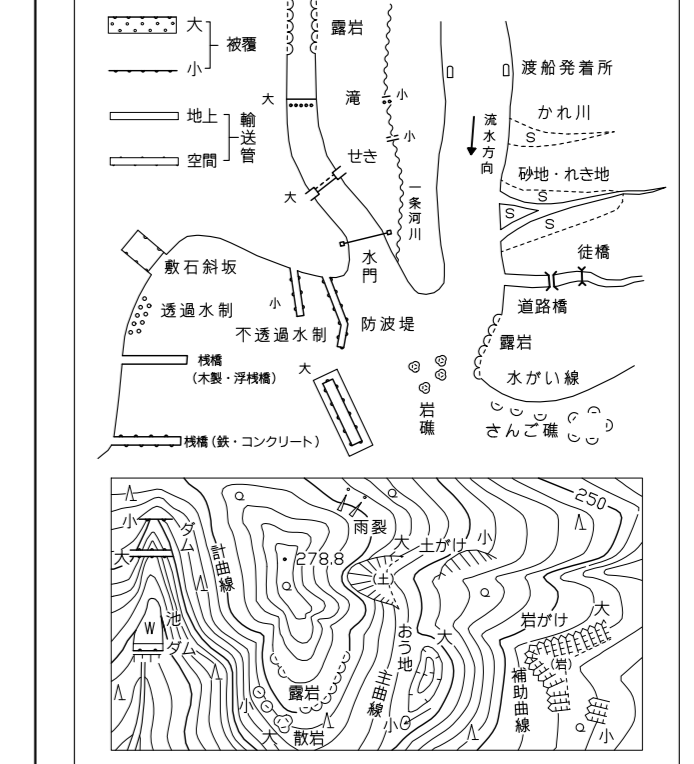 大
小
被覆
地上
空間
輸送管
露岩
大
滝
小
小
せき
大
一条河川
流水方向
渡船発着所
かれ川
S
砂地・れき地
S
S
S
徒橋
道路橋
水門
敷石斜坂
透過水制
小
不透過水制
防波堤
桟橋
(木製・浮桟橋)
大
桟橋(鉄・コンクリート)
岩礁
露岩
水がい線
さんご礁
小
ダム
大
計曲線
278.8
雨裂
大
土がけ
小
(土)
250
池
W
ダム
おう地
大
岩がけ
大
(岩)
露岩
主曲線
補助曲線
小
大
散岩
小
小